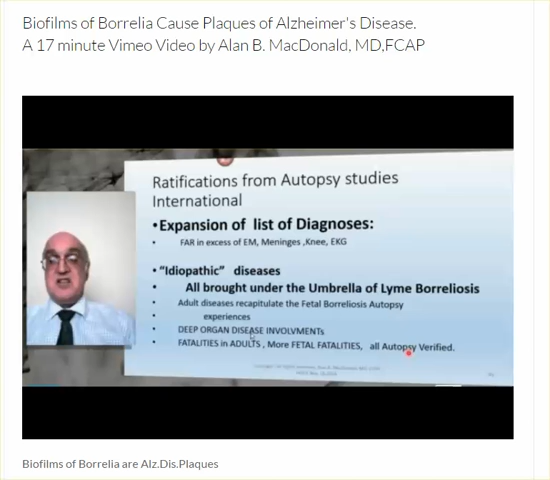 Biofilms of Borrelia Cause Plaques of Alzheimer's Disease.
A 17 minute Vimeo Video by Alan B. MacDonald, MD,FCAP
Ratifications from Autopsy studies
International
•Expansion of list of Diagnoses:
• FAR in excess of EM, Meninges ,Knee, EKG
• "Idiopathic" diseases
• All brought under the Umbrella of Lyme Borreliosis
• Adult diseases recapitulate the Fetal Borreliosis Autopsy
• experiences
• DEEP ORGAN DISEASE INVOLVMENTs
• FATALITIES in ADULTS , More FETAL FATALITIES, all Autopsy Verified.
Biofilms of Borrelia are Alz.Dis.Plaques